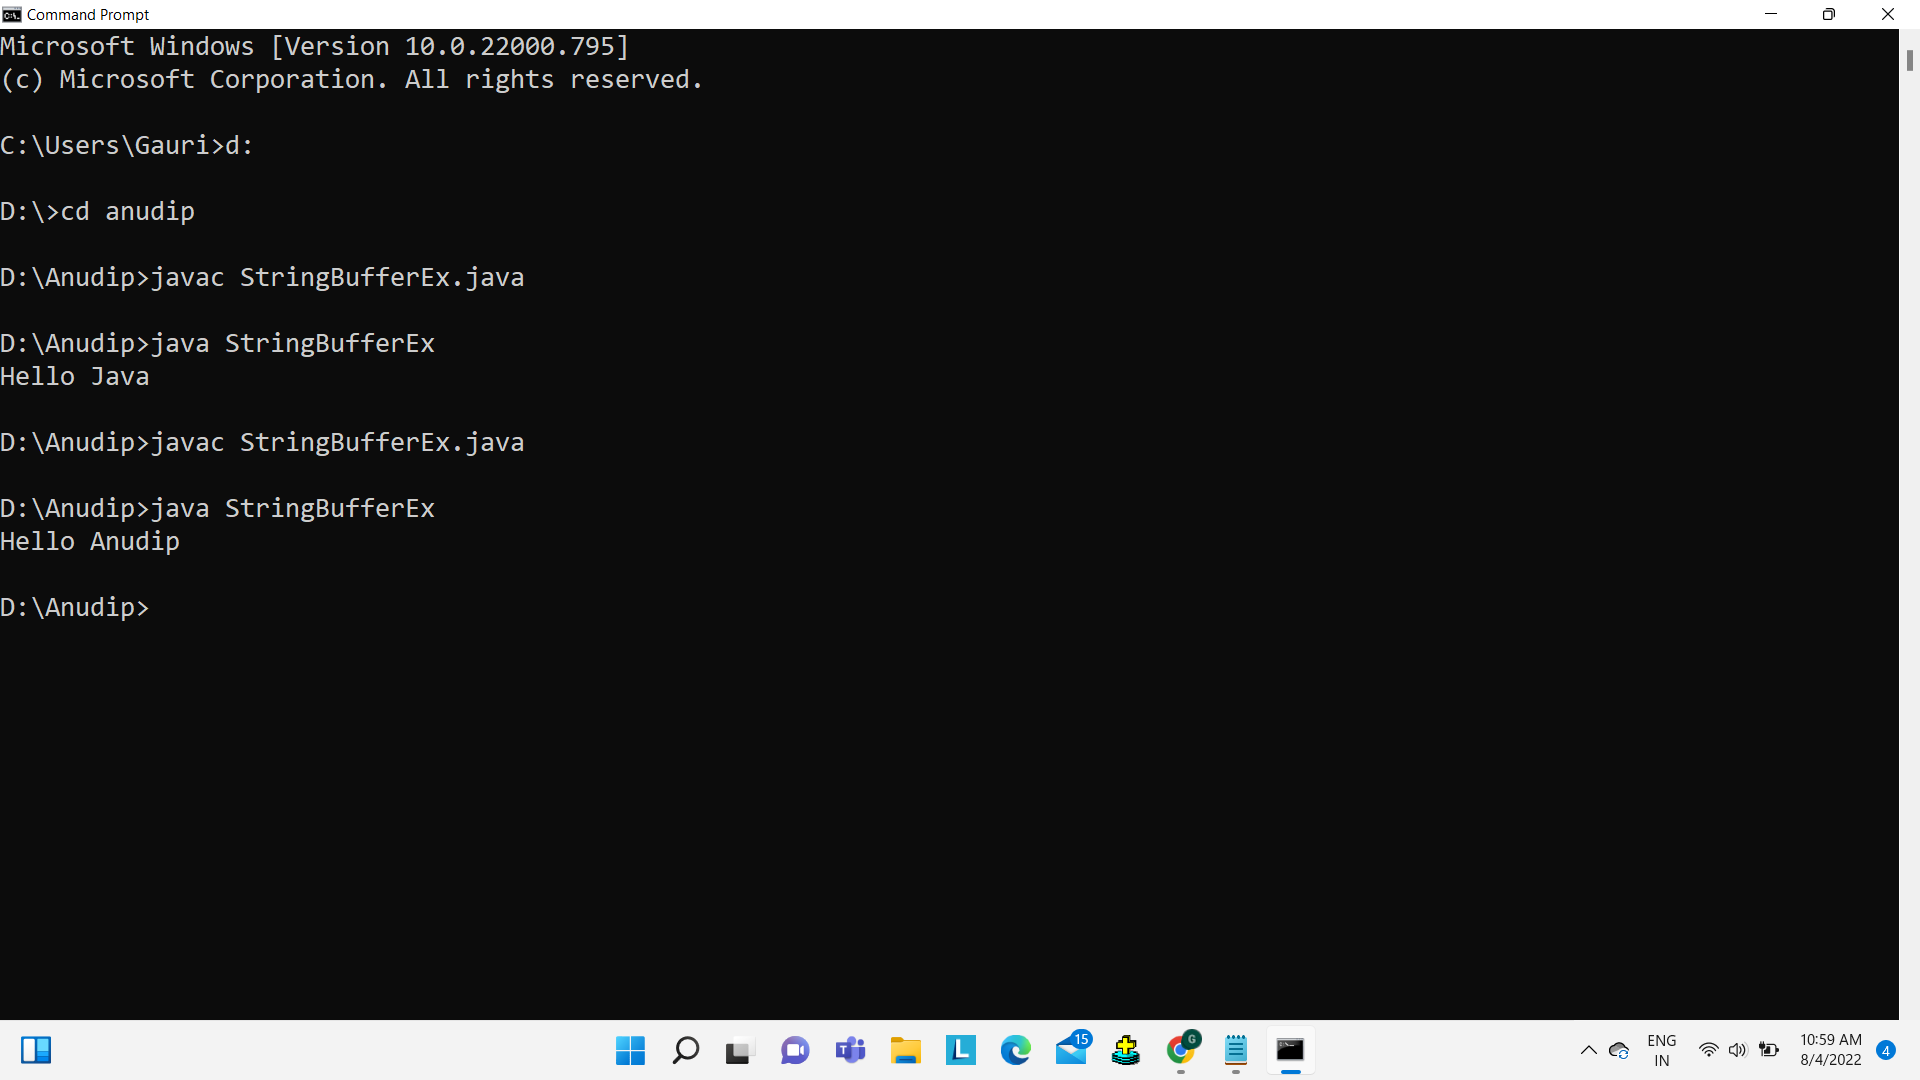 Command Prompt
Microsoft Windows [Version 10.0.22000.795]
(c) Microsoft Corporation. All rights reserved.
C:\Users\Gauri>d:
D:\>cd anudip
D:\Anudip>javac StringBufferEx.java
D:\Anudip>java StringBufferEx
Hello Java
D:\Anudip>javac StringBufferEx.java
D:\Anudip>java StringBufferEx
Hello Anudip
D:\Anudip>
L
15
G
ENG
IN
10:59 AM
8/4/2022
4